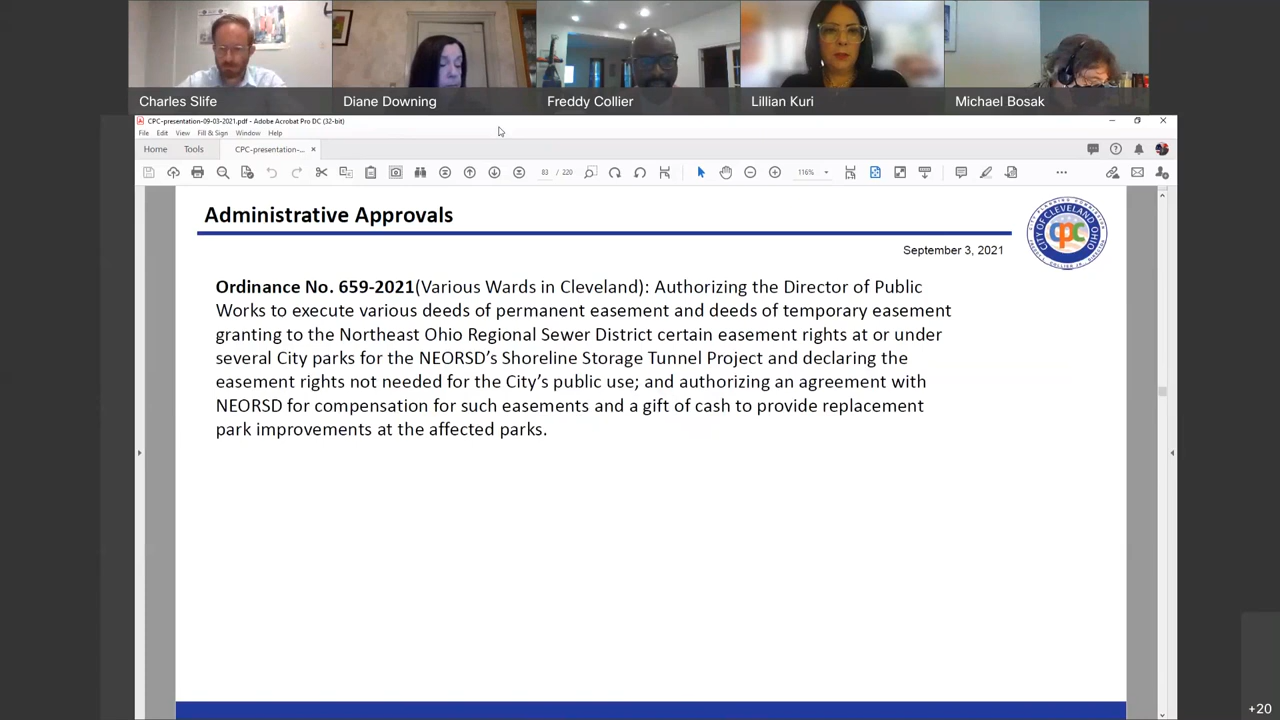 Charles Slife
Diane Downing
Freddy Collier
Lillian Kuri
Michael Bosak
CPC-presentation-09-03-2021.pdf - Adobe Acrobat Pro DC (32-bit)
File Edit View Fill & Sign Window Help
Home Tools CPC-presentation-... ×
83 / 220 116%
Administrative Approvals
September 3, 2021
CITY OF CLEVELAND OHIO
cpc
Ordinance No. 659-2021(Various Wards in Cleveland): Authorizing the Director of Public
Works to execute various deeds of permanent easement and deeds of temporary easement
granting to the Northeast Ohio Regional Sewer District certain easement rights at or under
several City parks for the NEORSD’s Shoreline Storage Tunnel Project and declaring the
easement rights not needed for the City’s public use; and authorizing an agreement with
NEORSD for compensation for such easements and a gift of cash to provide replacement
park improvements at the affected parks.
+20